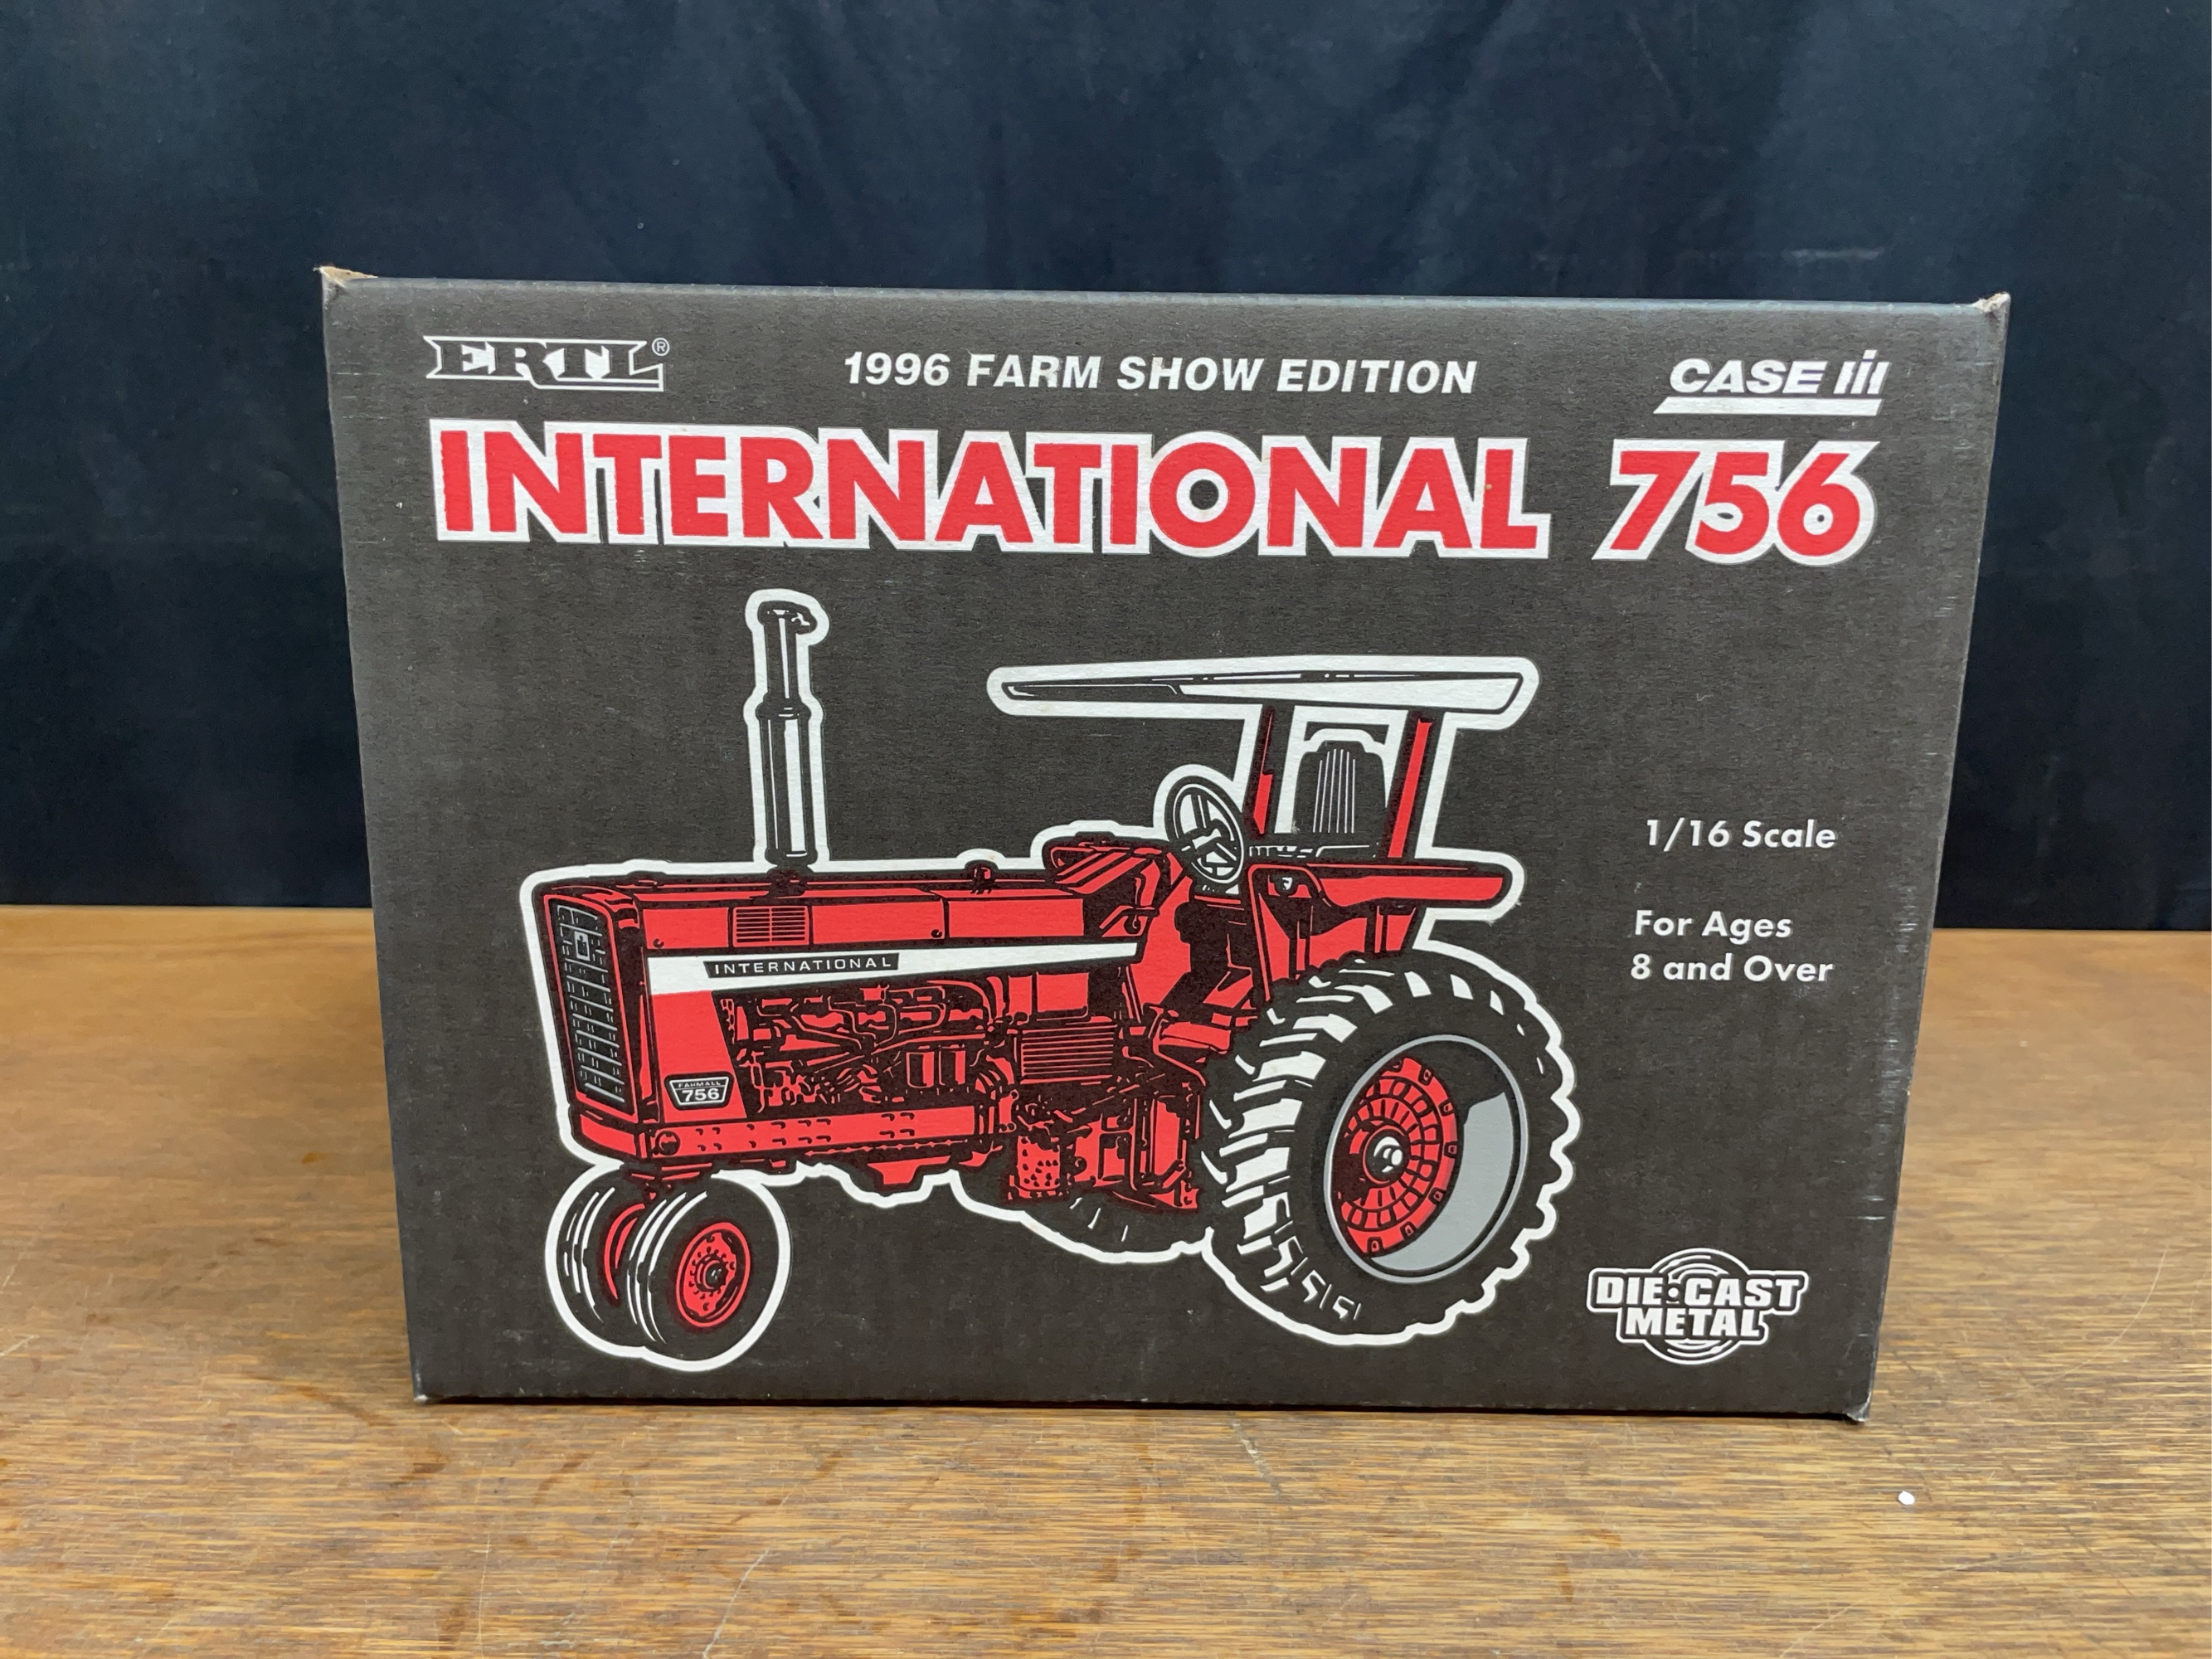 ERTL®
1996 FARM SHOW EDITION
CASE IH
INTERNATIONAL 756
1/16 Scale
For Ages
8 and Over
INTERNATIONAL
FARMALL
756
DIE-CAST
METAL